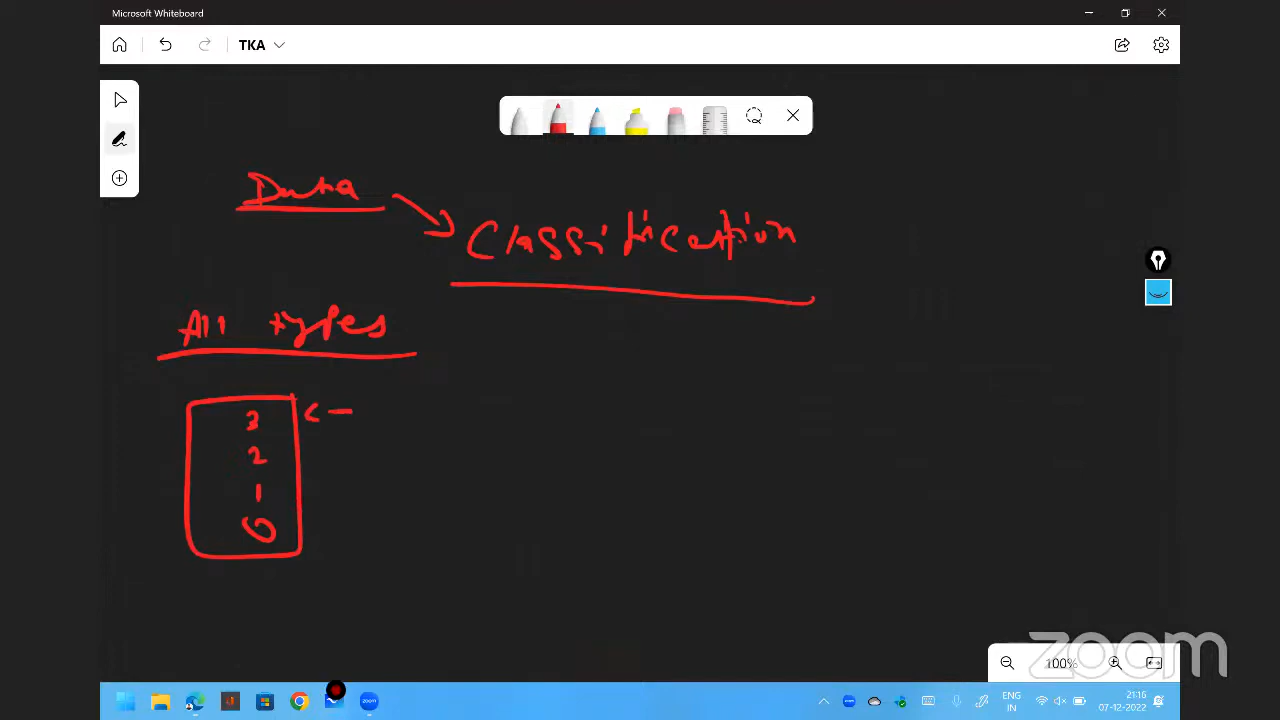 Microsoft Whiteboard
TKA
Data
Classification
All types
3 <-
2
1
0
zoom
100%
zoom
ENG
IN
21:16
07-12-2022